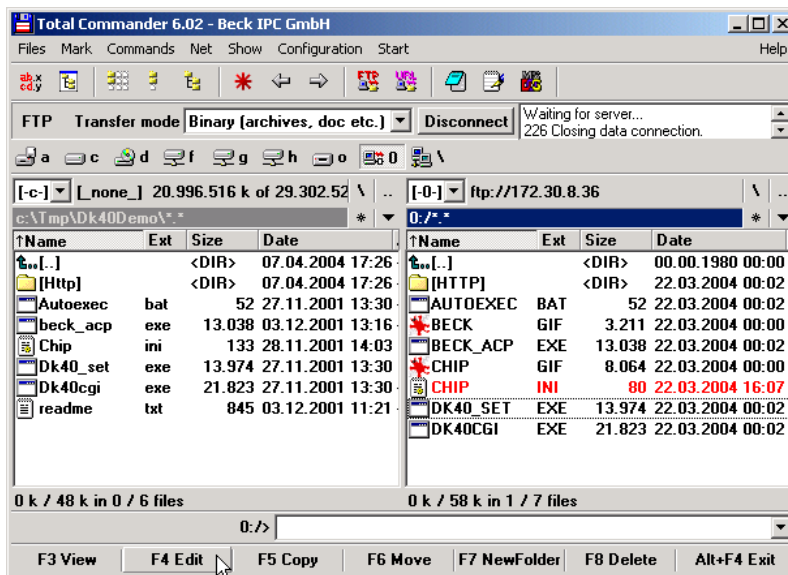 Total Commander 6.02 - Beck IPC GmbH
Files Mark Commands Net Show Configuration Start Help
FTP Transfer mode Binary (archives, doc etc.) Disconnect Waiting for server...
226 Closing data connection.
a c d f g h o 0 \
[-c-] [_none_] 20.996.516 k of 29.302.52 \ .. [-0-] ftp://172.30.8.36 \ ..
c:\Tmp\Dk40Demo\*.* * 0:/*.* *
↑Name Ext Size Date ↑Name Ext Size Date
[..] <DIR> 07.04.2004 17:26 [..] <DIR> 00.00.1980 00:00
[Http] <DIR> 07.04.2004 17:26 [HTTP] <DIR> 22.03.2004 00:02
Autoexec bat 52 27.11.2001 13:30 AUTOEXEC BAT 52 22.03.2004 00:02
beck_acp exe 13.038 03.12.2001 13:16 BECK GIF 3.211 22.03.2004 00:00
Chip ini 133 28.11.2001 14:03 BECK_ACP EXE 13.038 22.03.2004 00:02
Dk40_set exe 13.974 27.11.2001 13:30 CHIP GIF 8.064 22.03.2004 00:00
Dk40cgi exe 21.823 27.11.2001 13:30 CHIP INI 80 22.03.2004 16:07
readme txt 845 03.12.2001 11:21 DK40_SET EXE 13.974 22.03.2004 00:02
DK40CGI EXE 21.823 22.03.2004 00:02
0 k / 48 k in 0 / 6 files 0 k / 58 k in 1 / 7 files
0:/>
F3 View F4 Edit F5 Copy F6 Move F7 NewFolder F8 Delete Alt+F4 Exit